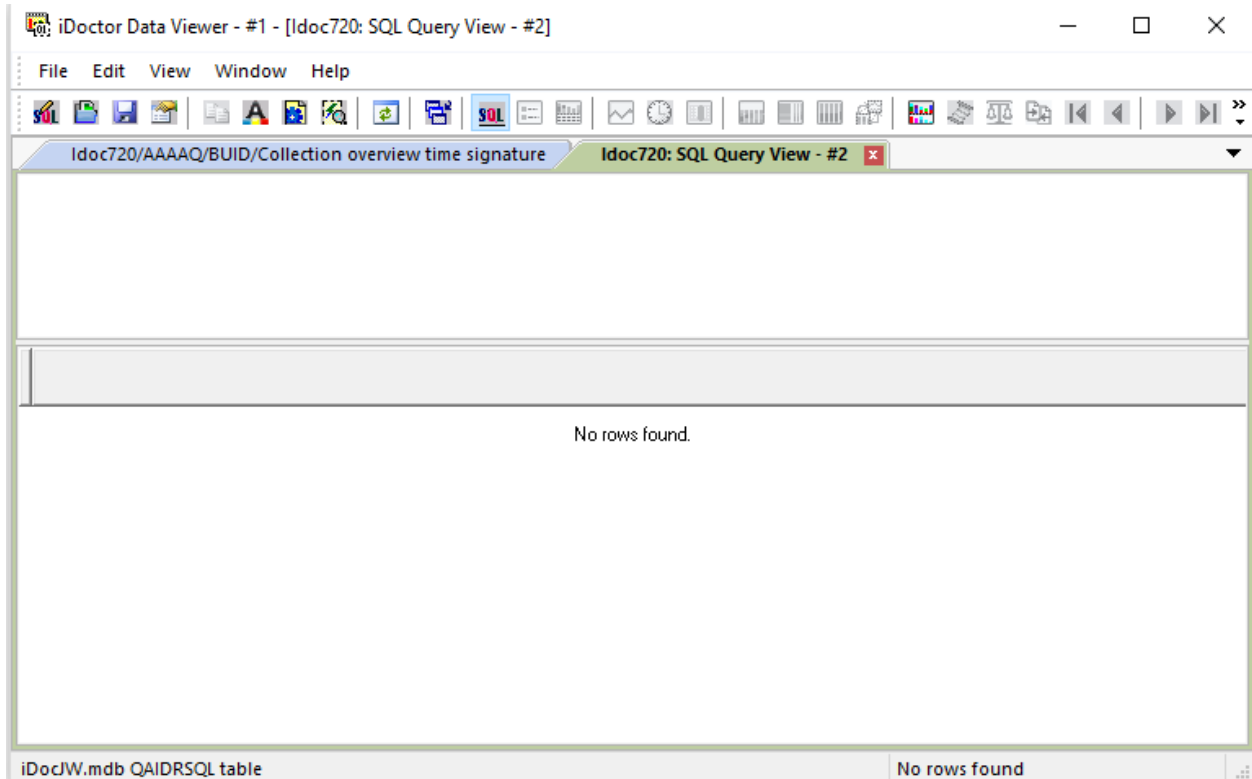 iDoctor Data Viewer - #1 - [Idoc720: SQL Query View - #2]
File Edit View Window Help
SQL
Idoc720/AAAAQ/BUID/Collection overview time signature Idoc720: SQL Query View - #2
No rows found.
iDocJW.mdb QAIDRSQL table No rows found